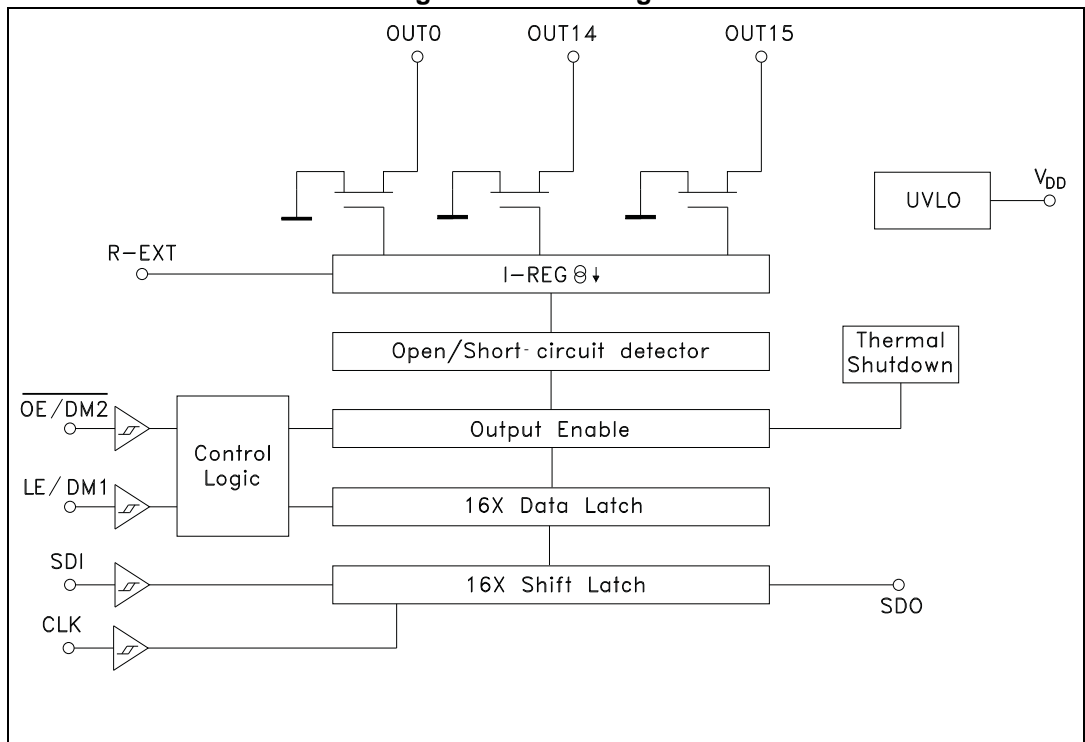 OUT0 OUT14 OUT15
UVLO
VDD
R-EXT
I-REG
Open/Short-circuit detector
Thermal
Shutdown
OE/DM2
Control
Logic
Output Enable
LE/DM1
16X Data Latch
SDI
16X Shift Latch
SDO
CLK